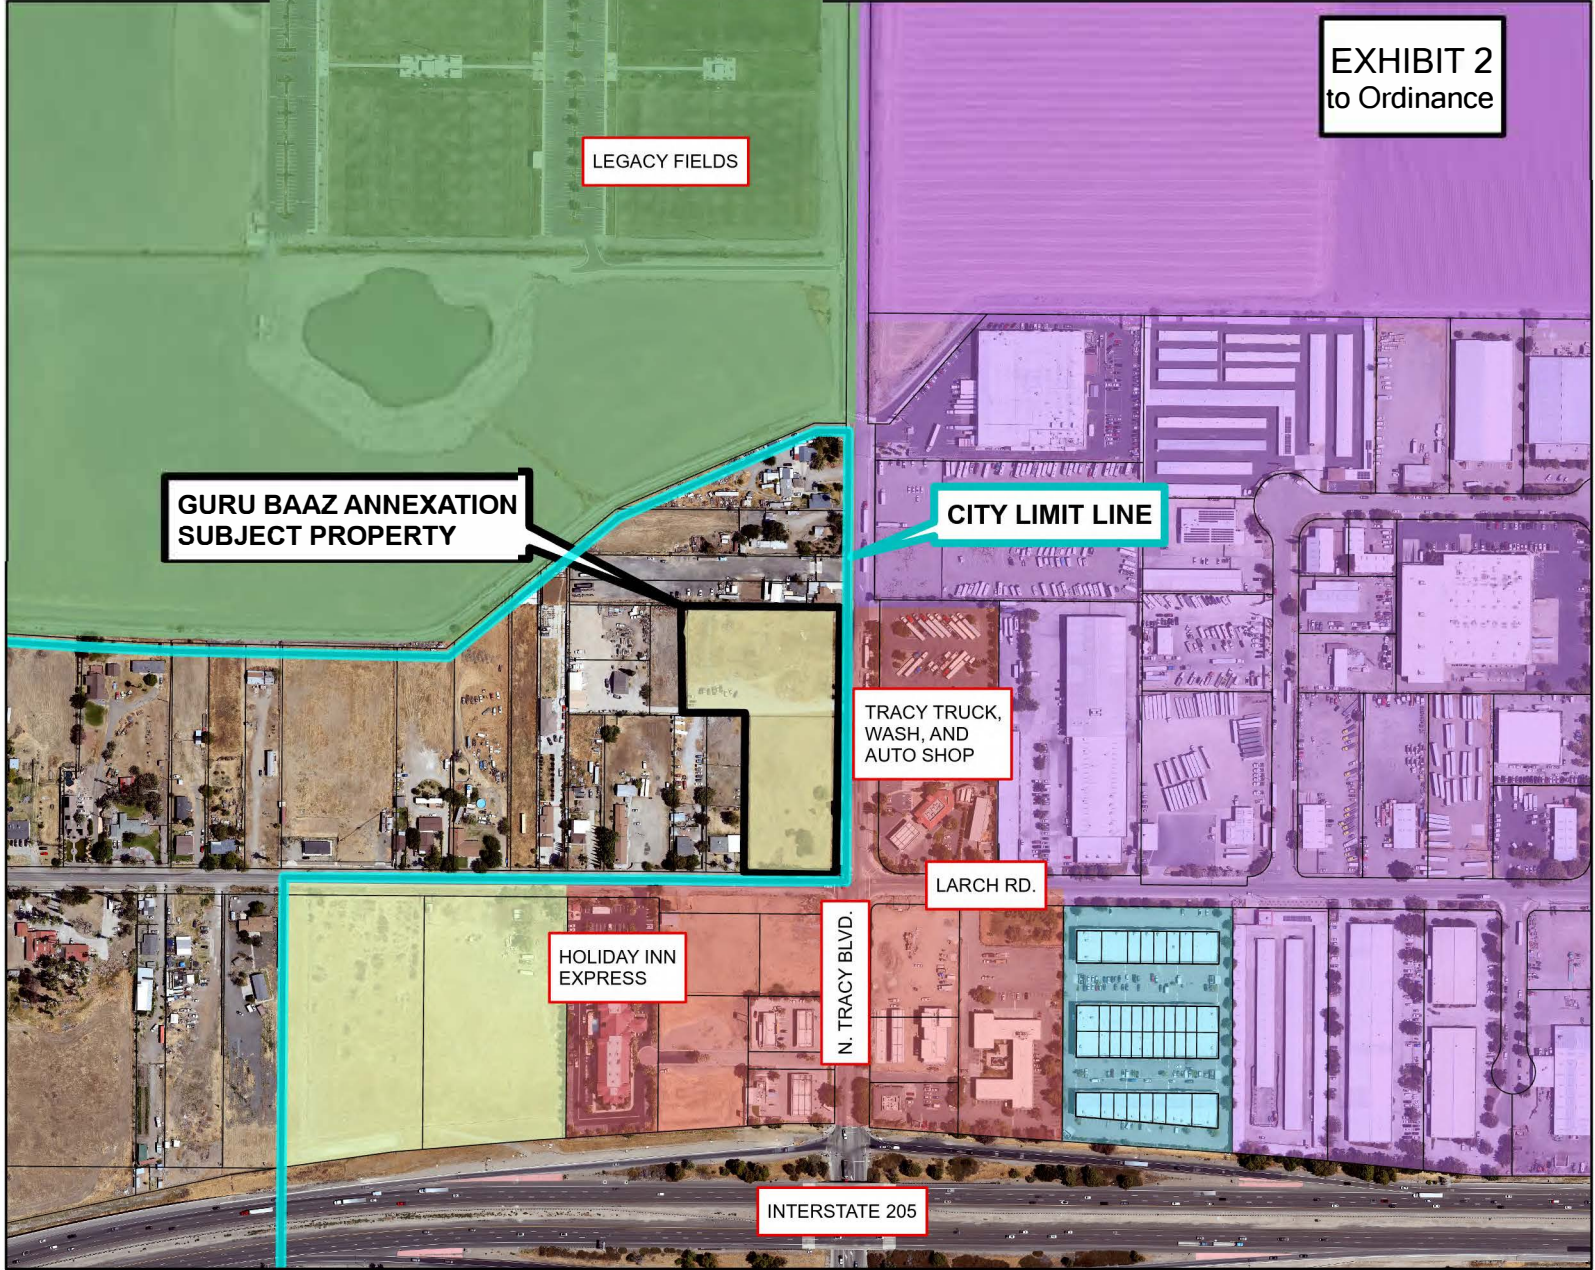 EXHIBIT 2
to Ordinance
LEGACY FIELDS
GURU BAAZ ANNEXATION
SUBJECT PROPERTY
CITY LIMIT LINE
TRACY TRUCK,
WASH, AND
AUTO SHOP
LARCH RD.
HOLIDAY INN
EXPRESS
N. TRACY BLVD.
INTERSTATE 205